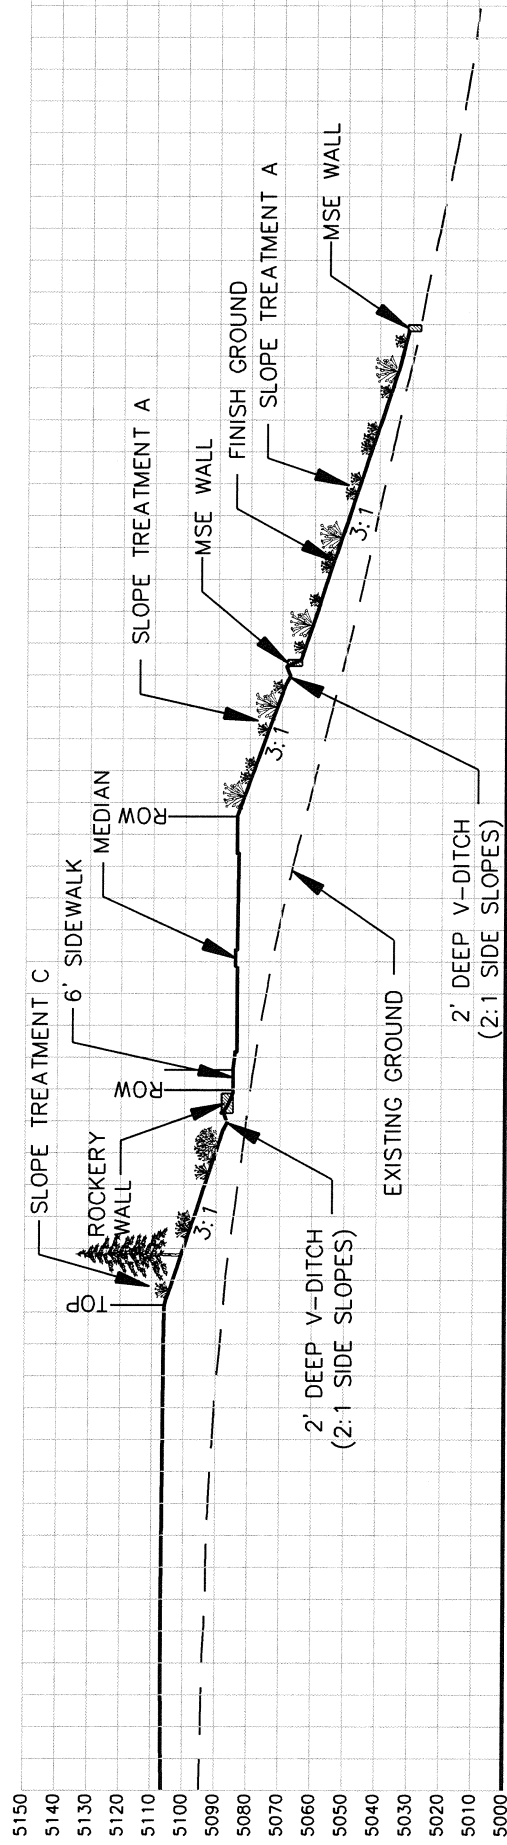 5150
5140
5130
5120
5110
5100
5090
5080
5070
5060
5050
5040
5030
5020
5010
5000
TOP
SLOPE TREATMENT C
ROCKERY
WALL
3:1
2' DEEP V-DITCH
(2:1 SIDE SLOPES)
ROW
6' SIDEWALK
MEDIAN
EXISTING GROUND
ROW
SLOPE TREATMENT A
3:1
2' DEEP V-DITCH
(2:1 SIDE SLOPES)
MSE WALL
FINISH GROUND
SLOPE TREATMENT A
3:1
MSE WALL